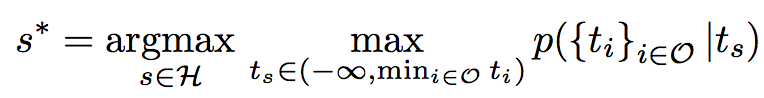 s* = argmax_{s∈ℋ} max_{t_s∈(−∞,min_{i∈𝒪} t_i)} p({t_i}_{i∈𝒪} |t_s)